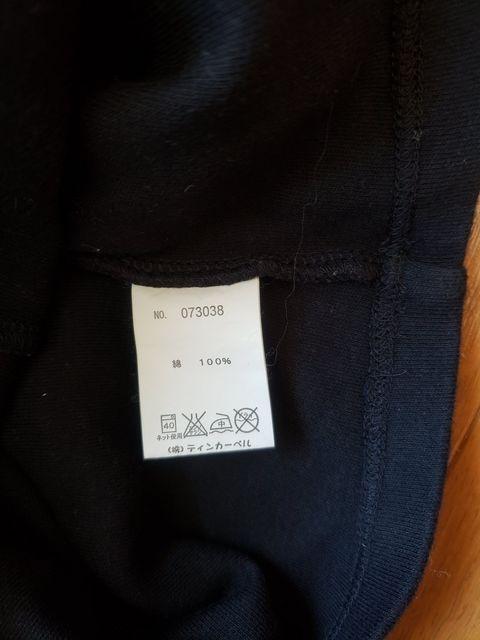 NO. 073038
綿 100%
40 中
ネット使用
(株)ティンカーベル